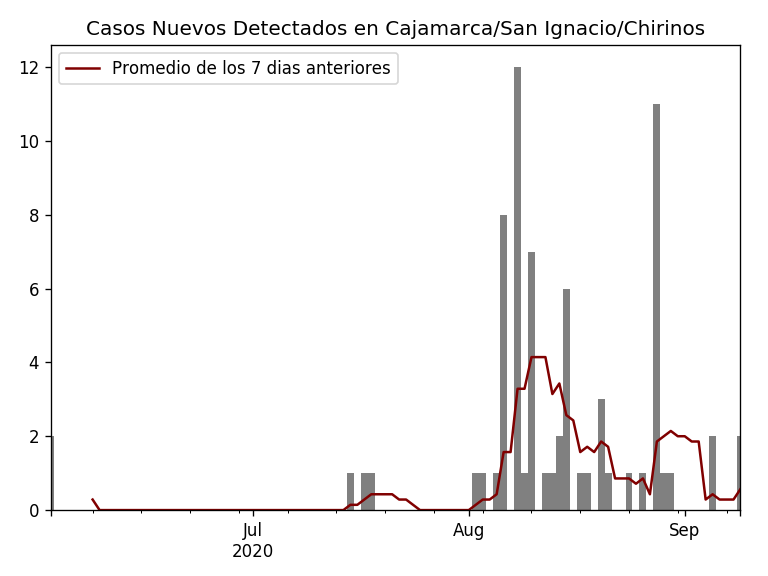 Casos Nuevos Detectados en Cajamarca/San Ignacio/Chirinos
Promedio de los 7 dias anteriores
12
10
8
6
4
2
0
Jul
2020
Aug
Sep